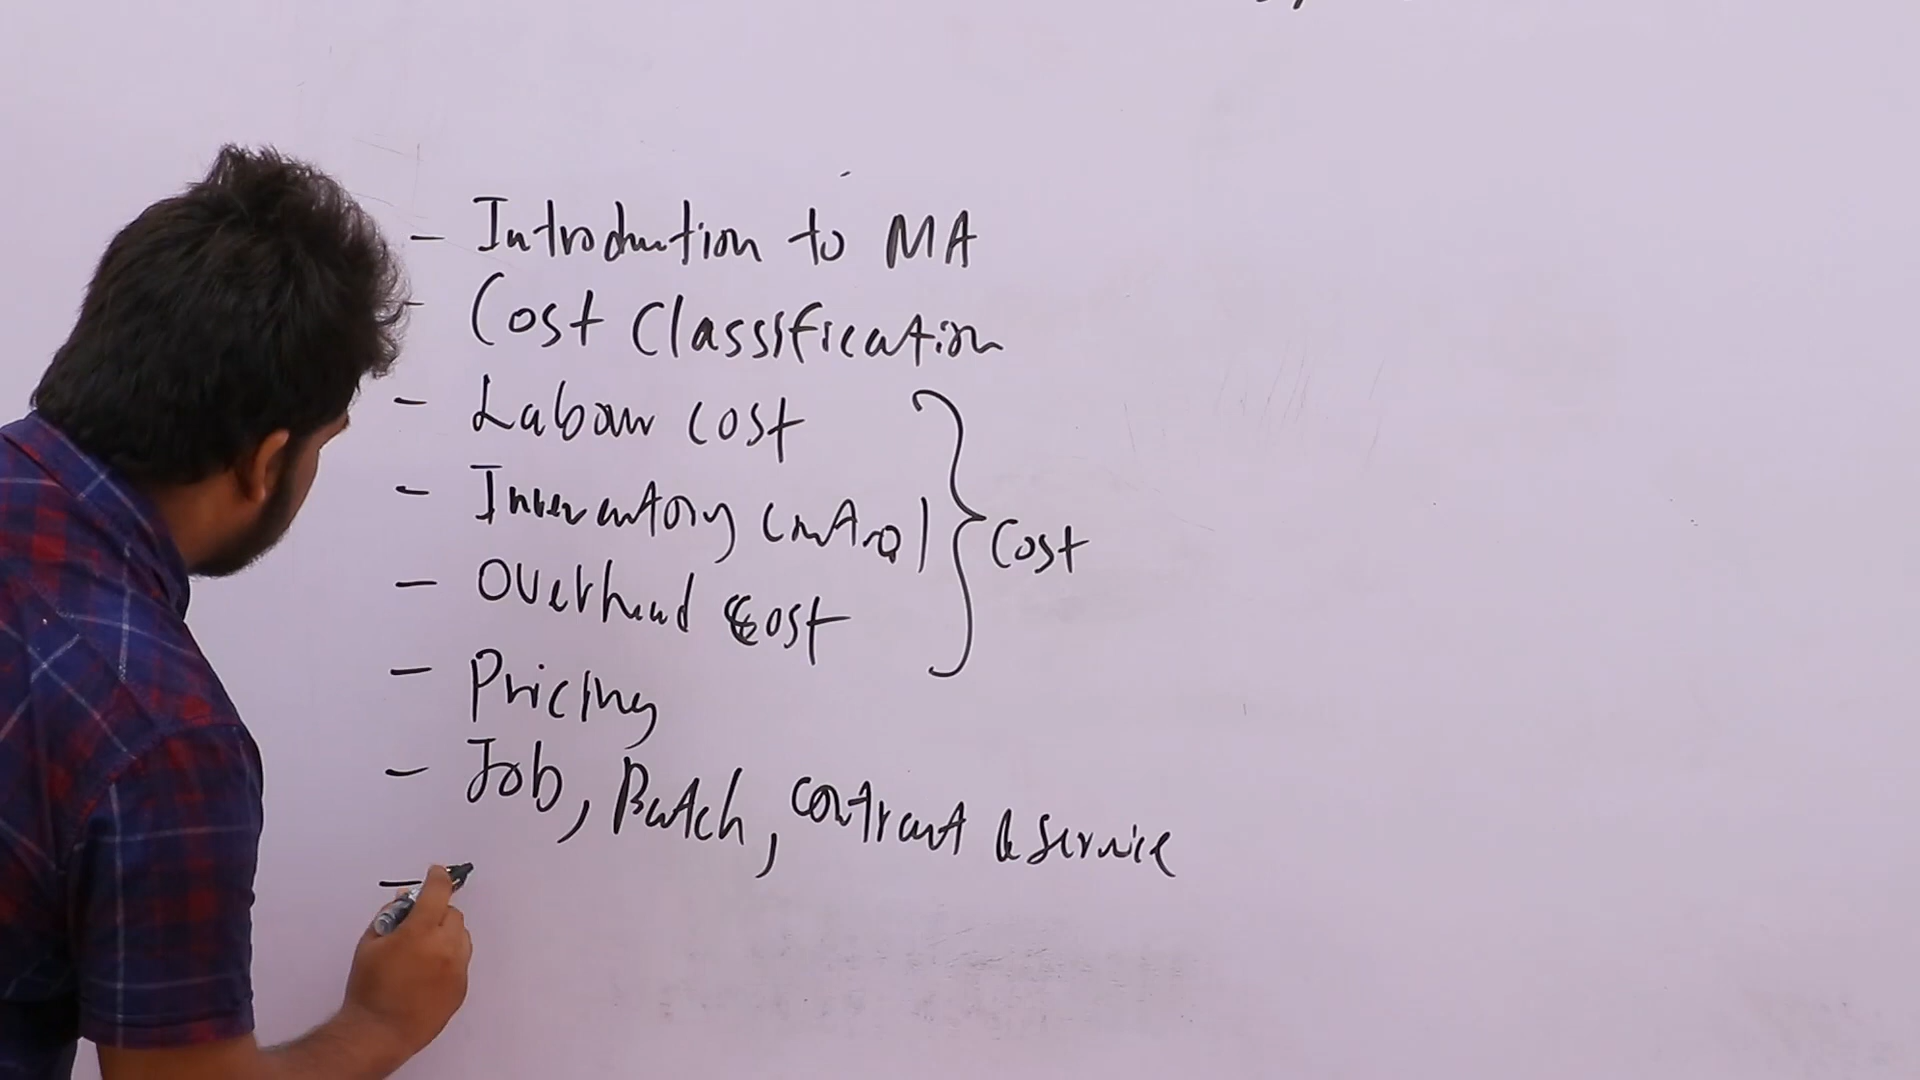 - Introduction to MA
- Cost Classification
- Labour cost
- Inventory Control
- Overhead Cost
} Cost
- Pricing
- Job, Batch, Contract & Service
-